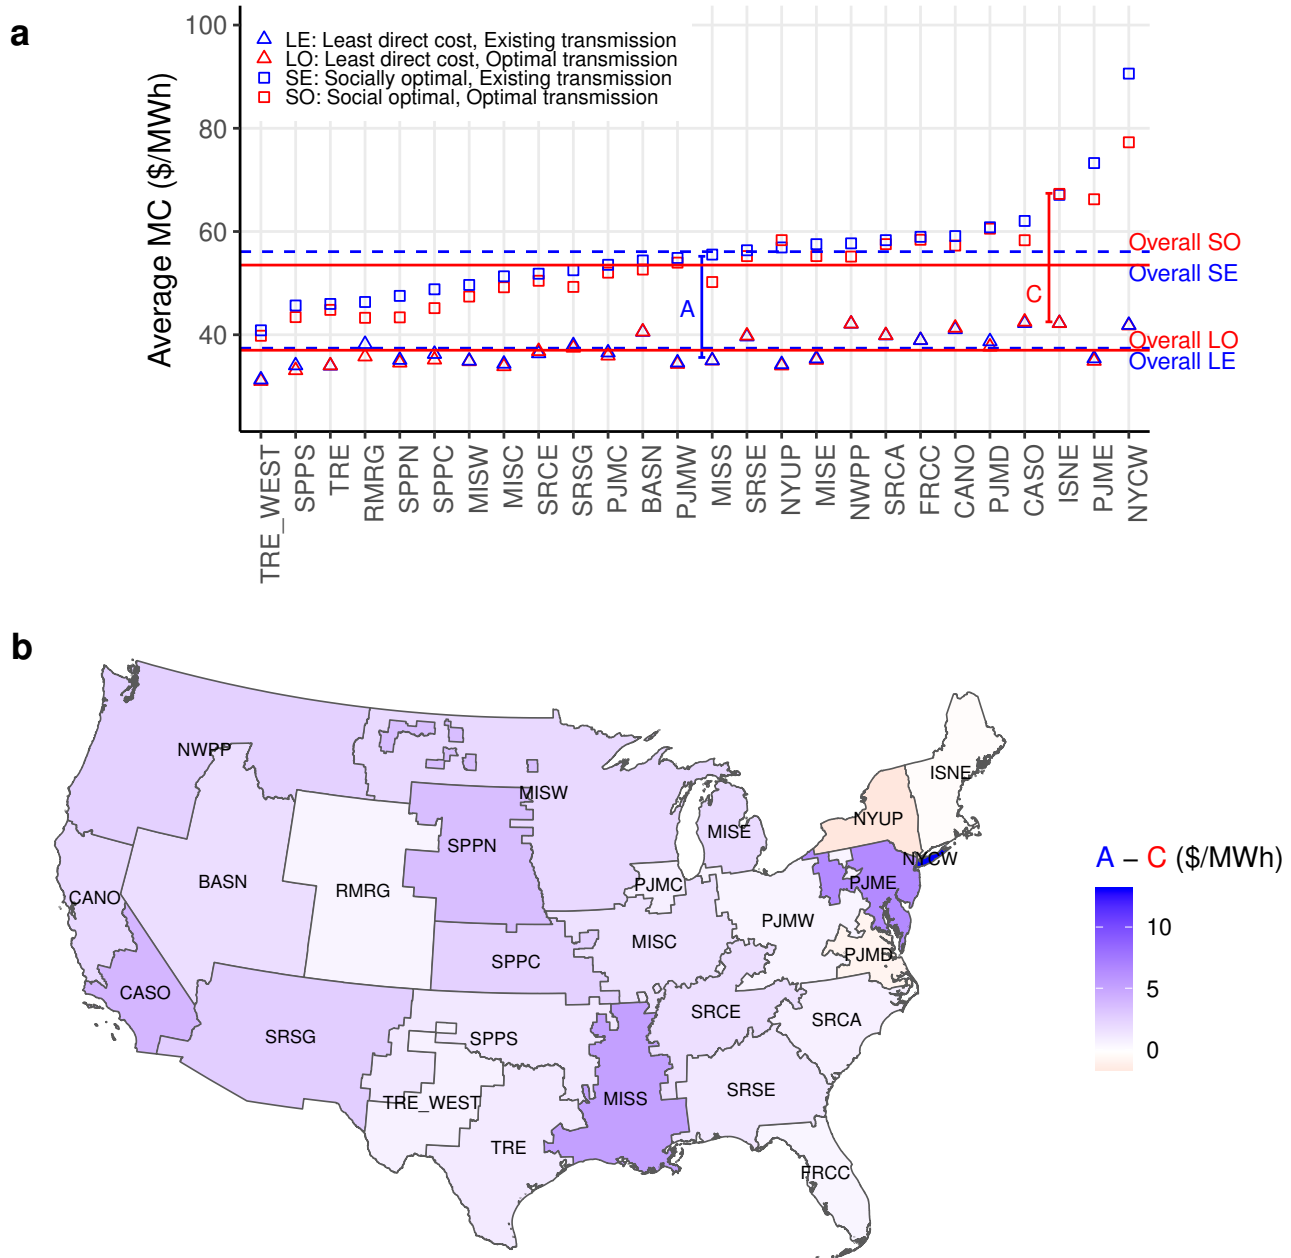 a
Average MC ($/MWh)
100
80
60
40
LE: Least direct cost, Existing transmission
LO: Least direct cost, Optimal transmission
SE: Socially optimal, Existing transmission
SO: Social optimal, Optimal transmission
A
C
Overall SO
Overall SE
Overall LO
Overall LE
TRE_WEST
SPPS
TRE
RMRG
SPPN
SPPC
MISW
MISC
SRCE
SRSG
PJMC
BASN
PJMW
MISS
SRSE
NYUP
MISE
NWPP
SRCA
FRCC
CANO
PJMD
CASO
ISNE
PJME
NYCW
b
NWPP
ISNE
MISW
NYUP
MISE
SPPN
NYCW
BASN
PJMC
PJME
RMRG
CANO
PJMW
MISC
PJMD
SPPC
CASO
SRCE
SRCA
SRSG
SPPS
SRSE
TRE_WEST
MISS
TRE
FRCC
A – C ($/MWh)
10
5
0